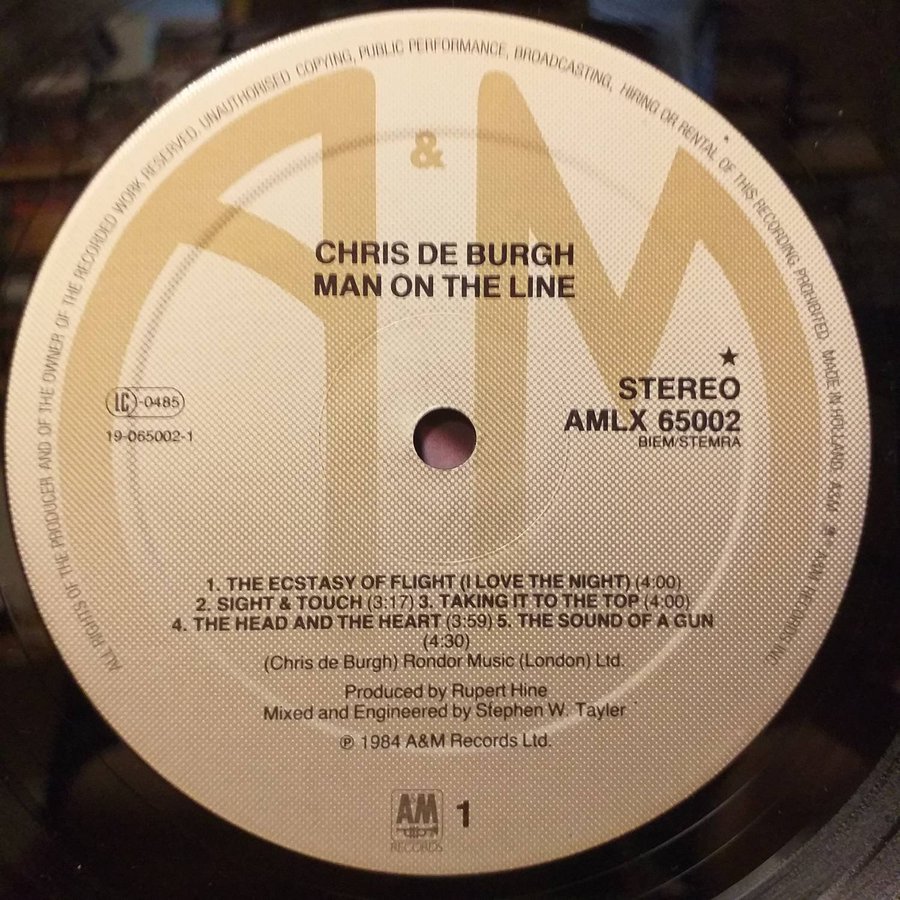 ALL RIGHTS OF THE PRODUCER AND OF THE OWNER OF THE RECORDED WORK RESERVED. UNAUTHORISED COPYING, PUBLIC PERFORMANCE, BROADCASTING, HIRING OR RENTAL OF THIS RECORDING PROHIBITED. MADE IN HOLLAND. A&M ® A&M RECORDS INC.
A & M
CHRIS DE BURGH
MAN ON THE LINE
★
STEREO
LC-0485
AMLX 65002
19-065002-1
BIEM/STEMRA
1. THE ECSTASY OF FLIGHT (I LOVE THE NIGHT) (4:00)
2. SIGHT & TOUCH (3:17) 3. TAKING IT TO THE TOP (4:00)
4. THE HEAD AND THE HEART (3:59) 5. THE SOUND OF A GUN
(4:30)
(Chris de Burgh) Rondor Music (London) Ltd.
Produced by Rupert Hine
Mixed and Engineered by Stephen W. Tayler
℗ 1984 A&M Records Ltd.
A&M
RECORDS
1